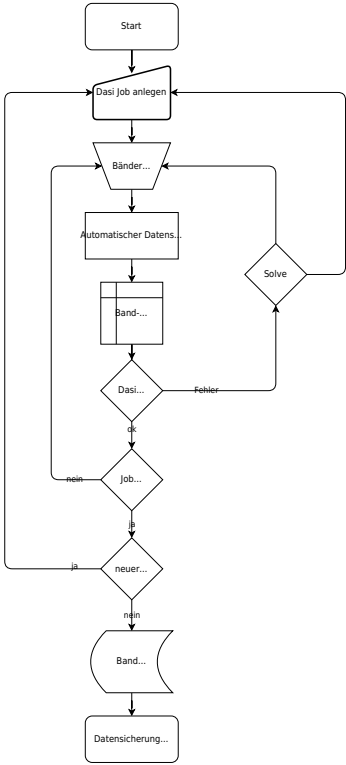 Start
Dasi Job anlegen
Bänder...
Automatischer Datens...
Solve
Band-...
Dasi...
Fehler
ok
Job...
nein
ja
neuer...
ja
nein
Band...
Datensicherung...